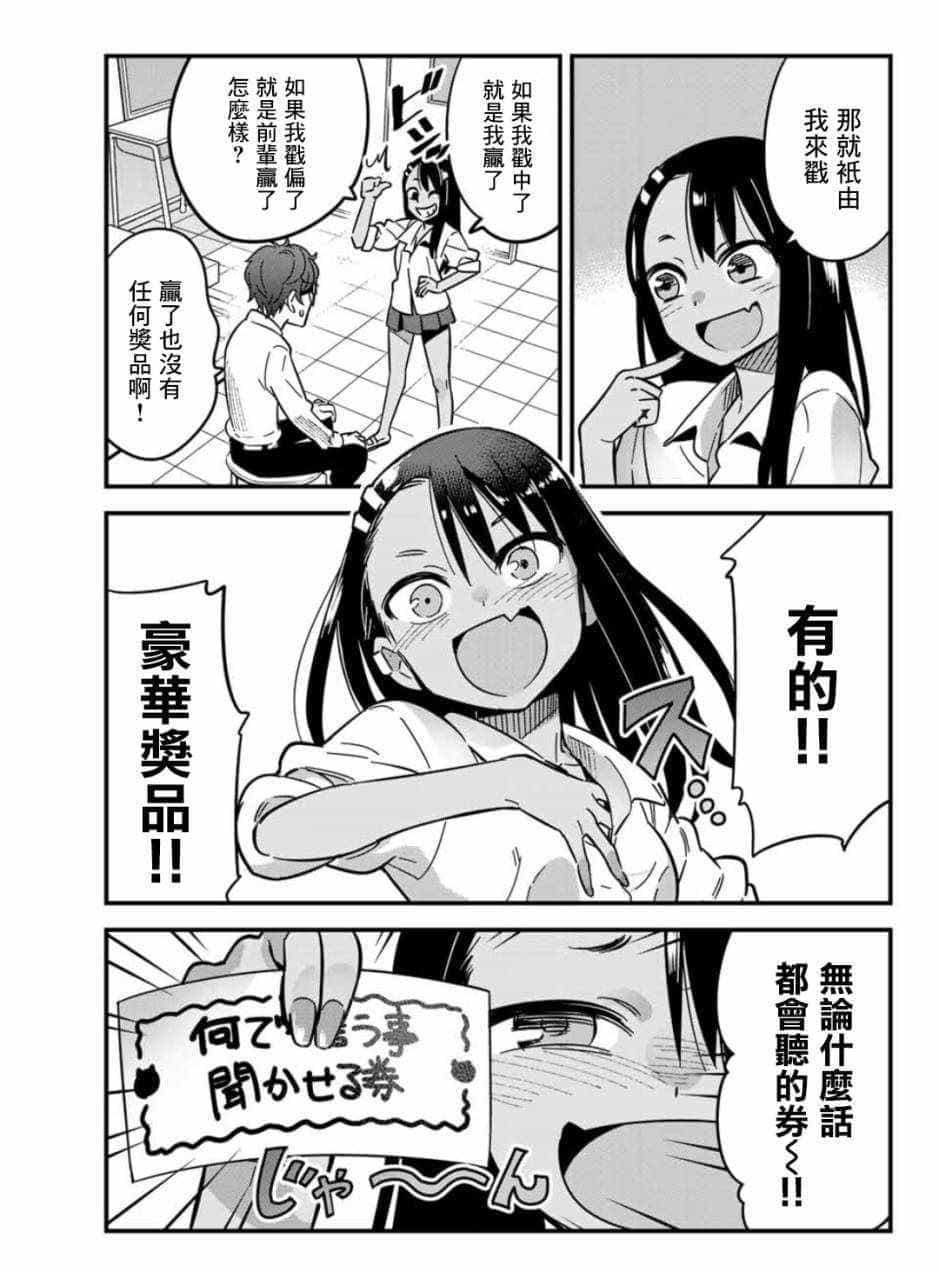 那就衹由
我來戳
如果我戳中了
就是我贏了
如果我戳偏了
就是前輩贏了
怎麼樣？
ビシッ
贏了也沒有
任何獎品啊！
有的!!
ス
豪華獎品!!
無論什麼話
都會聽的券～!!
何で言う事
聞かせる券
じゃ～～ん